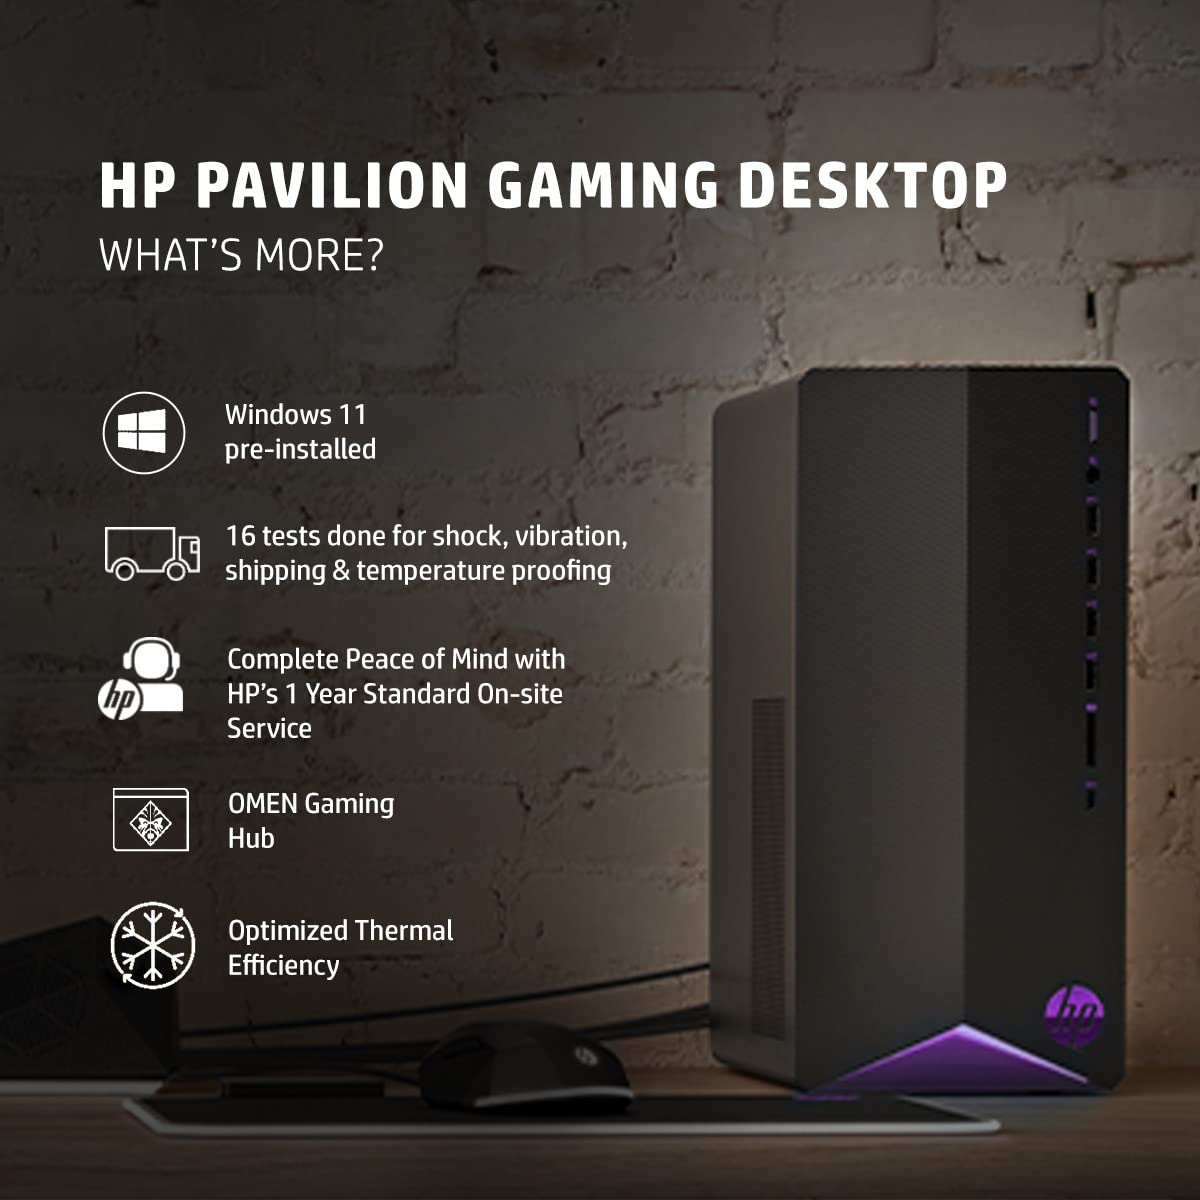 HP PAVILION GAMING DESKTOP
WHAT'S MORE?
Windows 11
pre-installed
16 tests done for shock, vibration,
shipping & temperature proofing
Complete Peace of Mind with
HP's 1 Year Standard On-site
Service
hp
OMEN Gaming
Hub
Optimized Thermal
Efficiency
hp